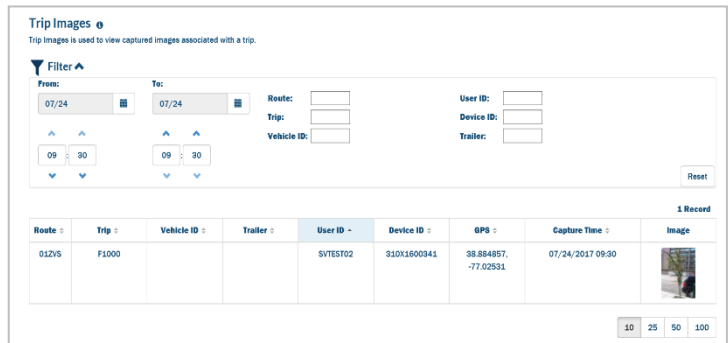 Trip Images
Trip Images is used to view captured images associated with a trip.
Filter
From: To:
07/24 07/24
Route: User ID:
Trip: Device ID:
Vehicle ID: Trailer:
09 : 30 09 : 30
Reset
1 Record
Route Trip Vehicle ID Trailer User ID Device ID GPS Capture Time Image
01ZVS F1000 SVTEST02 310X1600341 38.884857, 07/24/2017 09:30
-77.02531
10 25 50 100